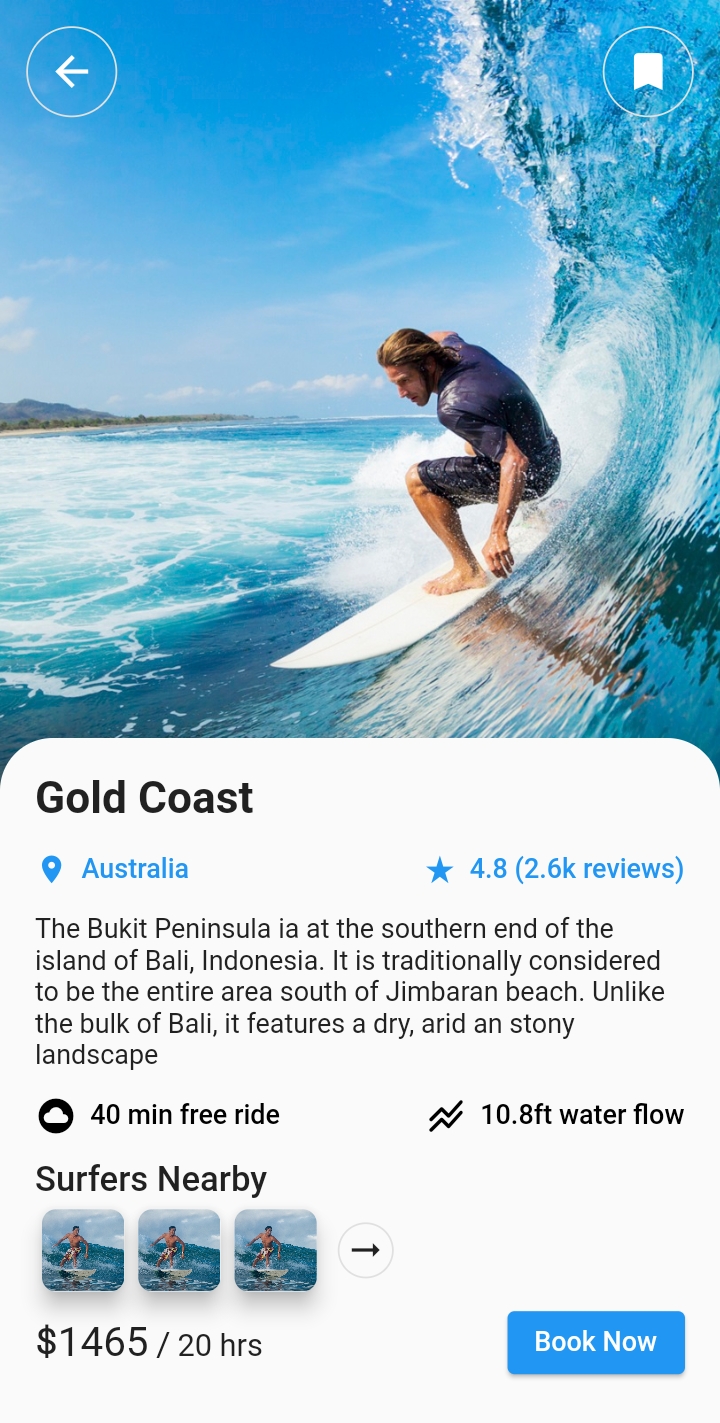 Gold Coast
Australia
4.8 (2.6k reviews)
The Bukit Peninsula ia at the southern end of the
island of Bali, Indonesia. It is traditionally considered
to be the entire area south of Jimbaran beach. Unlike
the bulk of Bali, it features a dry, arid an stony
landscape
40 min free ride
10.8ft water flow
Surfers Nearby
$1465 / 20 hrs
Book Now